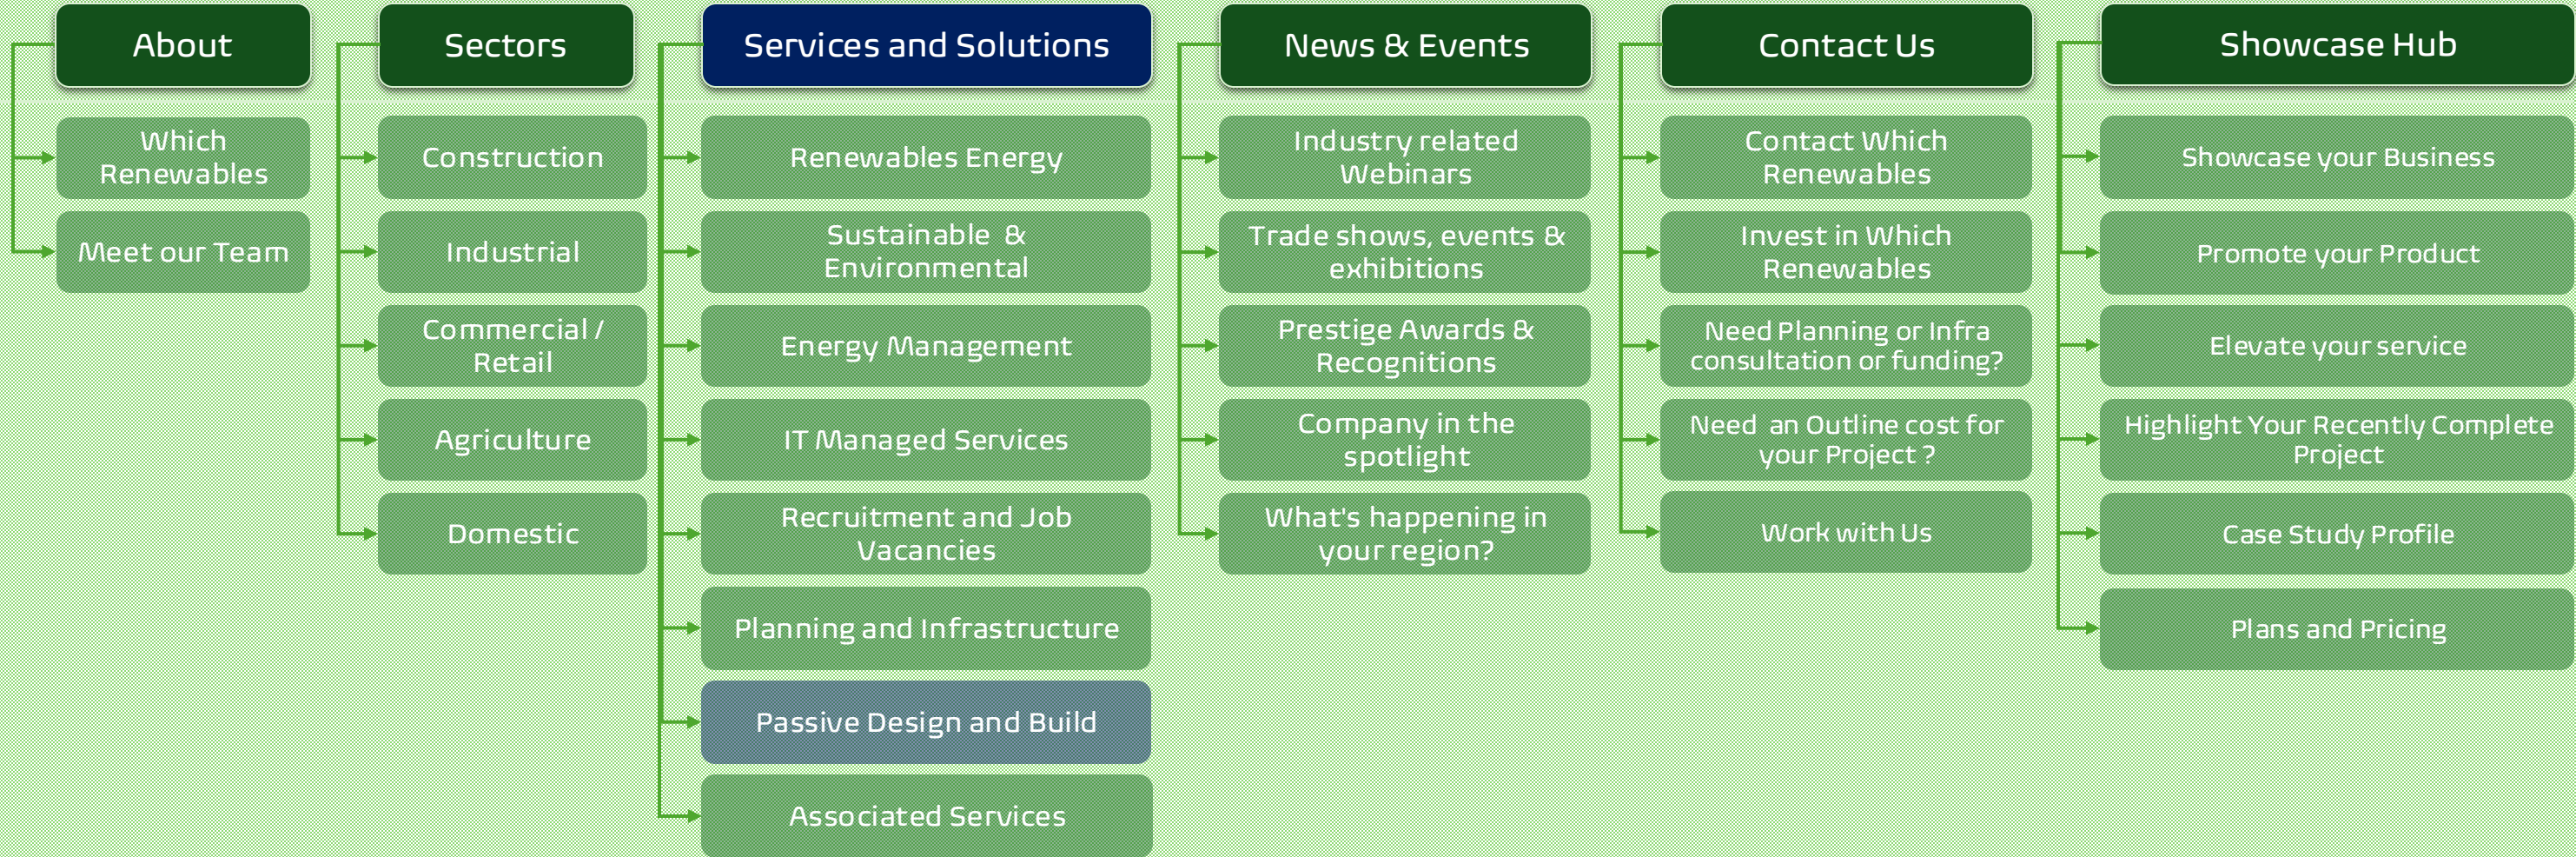 About
Which
Renewables
Meet our Team
Sectors
Construction
Industrial
Commercial /
Retail
Agriculture
Domestic
Services and Solutions
Renewables Energy
Sustainable &
Environmental
Energy Management
IT Managed Services
Recruitment and Job
Vacancies
Planning and Infrastructure
Passive Design and Build
Associated Services
News & Events
Industry related
Webinars
Trade shows, events &
exhibitions
Prestige Awards &
Recognitions
Company in the
spotlight
What's happening in
your region?
Contact Us
Contact Which
Renewables
Invest in Which
Renewables
Need Planning or Infra
consultation or funding?
Need an Outline cost for
your Project ?
Work with Us
Showcase Hub
Showcase your Business
Promote your Product
Elevate your service
Highlight Your Recently Complete
Project
Case Study Profile
Plans and Pricing